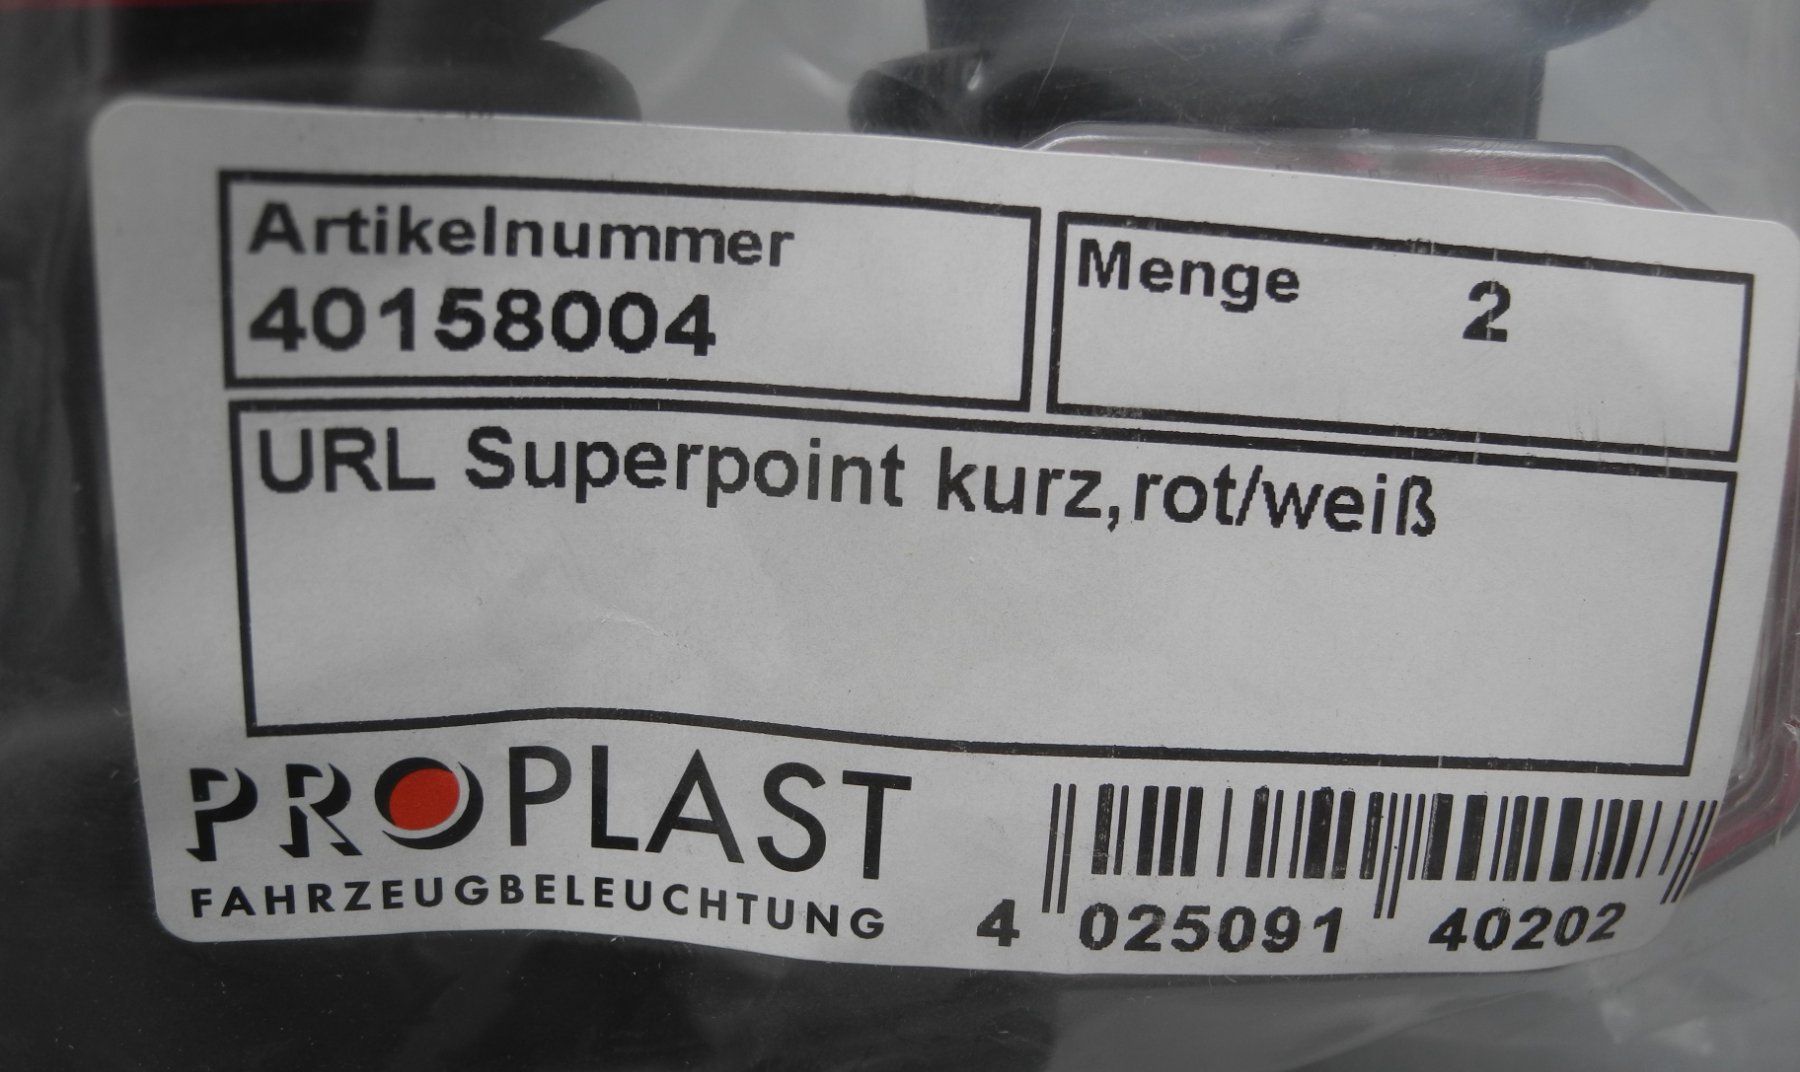 Artikelnummer
40158004
Menge 2
URL Superpoint kurz,rot/weiß
PROPLAST
FAHRZEUGBELEUCHTUNG
4 025091 40202